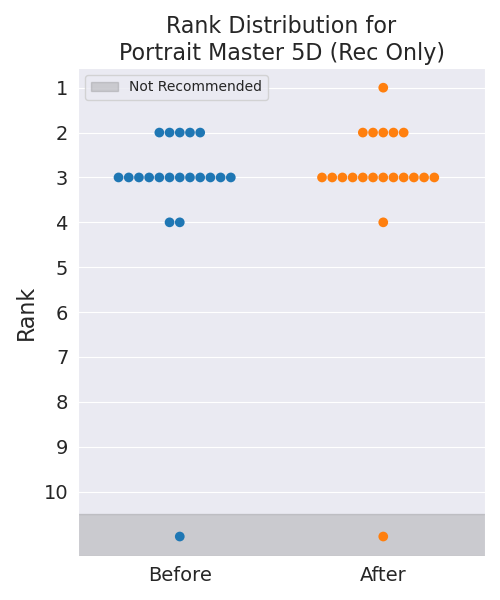 Rank Distribution for
Portrait Master 5D (Rec Only)
Not Recommended
Rank
1
2
3
4
5
6
7
8
9
10
Before
After